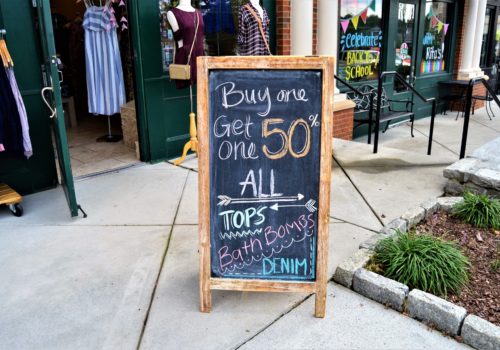 Buy one
Get 50%
one
ALL
TOPS
Bath Bombs
DENIM
Celebrate
BACK TO
SCHOOL